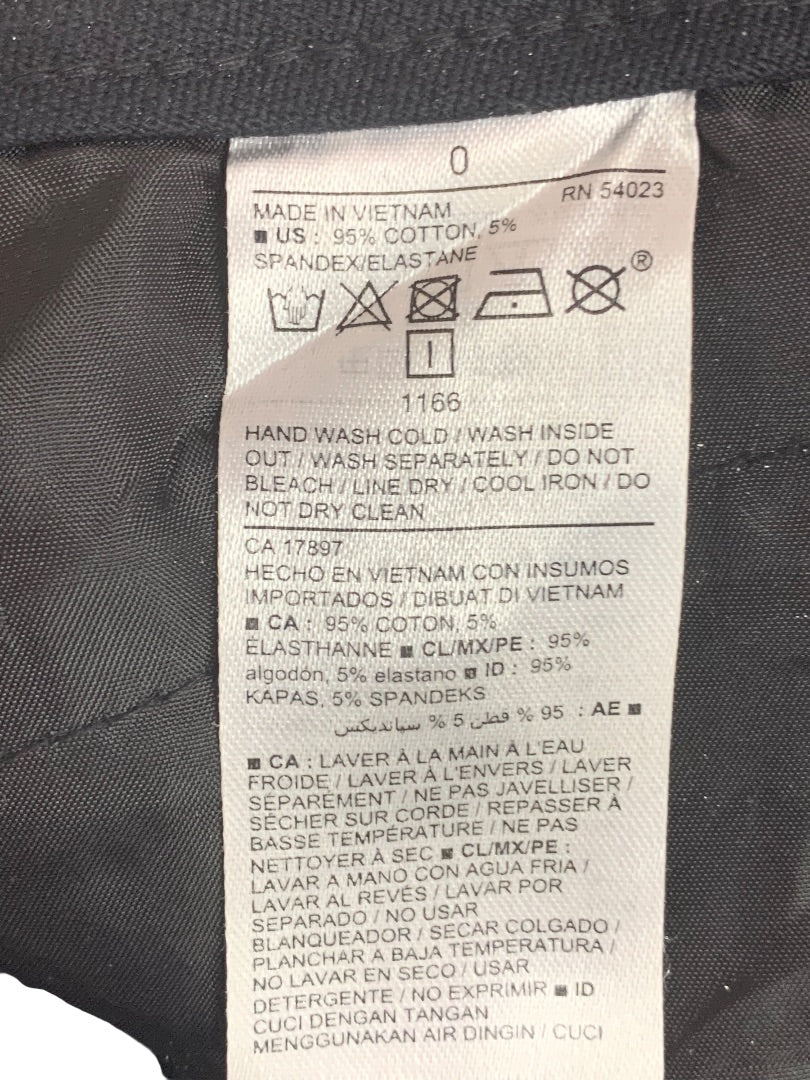 0
RN 54023
MADE IN VIETNAM
■ US : 95% COTTON, 5%
SPANDEX/ELASTANE
®
1166
HAND WASH COLD / WASH INSIDE
OUT / WASH SEPARATELY / DO NOT
BLEACH / LINE DRY / COOL IRON / DO
NOT DRY CLEAN
CA 17897
HECHO EN VIETNAM CON INSUMOS
IMPORTADOS / DIBUAT DI VIETNAM
■ CA : 95% COTON, 5%
ÉLASTHANNE ■ CL/MX/PE : 95%
algodón, 5% elastano ■ ID : 95%
KAPAS, 5% SPANDEKS
■ AE : 95 % قطن 5 % سباندیکس
■ CA : LAVER À LA MAIN À L'EAU
FROIDE / LAVER À L'ENVERS / LAVER
SÉPARÉMENT / NE PAS JAVELLISER /
SÉCHER SUR CORDE / REPASSER À
BASSE TEMPÉRATURE / NE PAS
NETTOYER À SEC ■ CL/MX/PE :
LAVAR A MANO CON AGUA FRIA /
LAVAR AL REVÉS / LAVAR POR
SEPARADO / NO USAR
BLANQUEADOR / SECAR COLGADO /
PLANCHAR A BAJA TEMPERATURA /
NO LAVAR EN SECO / USAR
DETERGENTE / NO EXPRIMIR ■ ID
CUCI DENGAN TANGAN
MENGGUNAKAN AIR DINGIN / CUCI